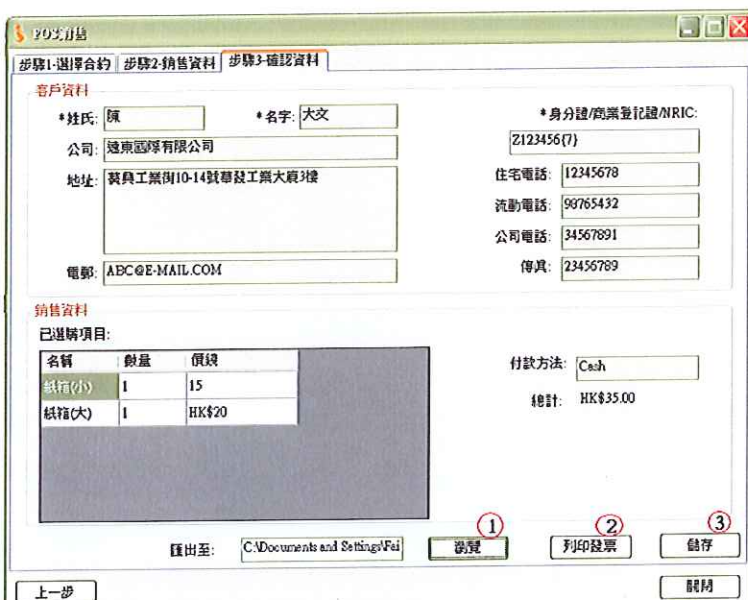 POS銷售
步驟1-選擇合約 步驟2-銷售資料 步驟3-確認資料
客戶資料
*姓氏: 陳 *名字: 大文 *身分證/商業登記證/NRIC:
公司: 遠東國際有限公司 Z123456{7}
地址: 葵具工業街10-14號華發工業大廈3樓 住宅電話: 12345678
流動電話: 98765432
公司電話: 34567891
電郵: ABC@E-MAIL.COM 傳真: 23456789
銷售資料
已選購項目:
名稱 數量 價錢
紙箱(小) 1 15
紙箱(大) 1 HK$20
付款方法: Cash
總計: HK$35.00
① ② ③
匯出至: C:\Documents and Settings\Fei 瀏覽 列印發票 儲存
上一步 關閉